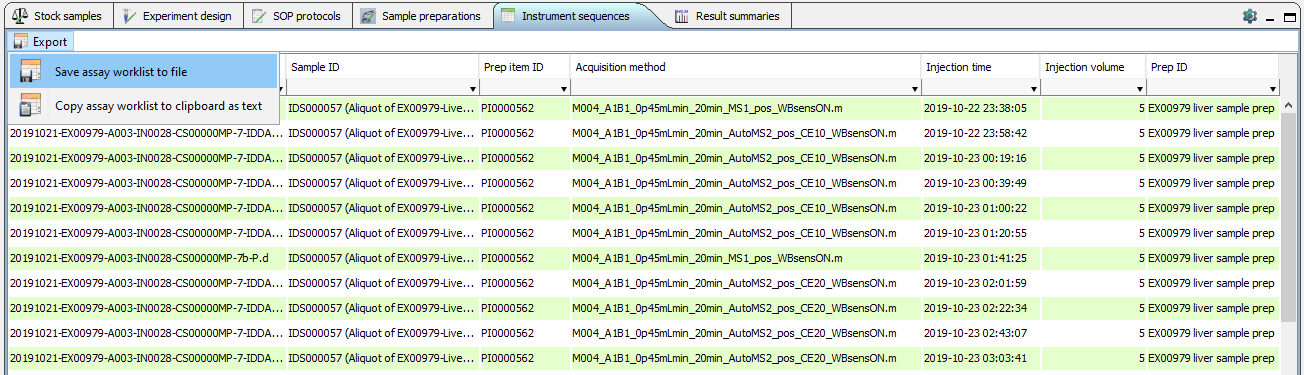 Stock samples Experiment design SOP protocols Sample preparations Instrument sequences Result summaries
Export
Save assay worklist to file
Copy assay worklist to clipboard as text
Sample ID Prep item ID Acquisition method Injection time Injection volume Prep ID
IDS000057 (Aliquot of EX00979-Live... PI0000562 M004_A1B1_0p45mLmin_20min_MS1_pos_WBsensON.m 2019-10-22 23:38:05 5 EX00979 liver sample prep
20191021-EX00979-A003-IN0028-CS00000MP-7-IDDA... IDS000057 (Aliquot of EX00979-Live... PI0000562 M004_A1B1_0p45mLmin_20min_AutoMS2_pos_CE10_WBsensON.m 2019-10-22 23:58:42 5 EX00979 liver sample prep
20191021-EX00979-A003-IN0028-CS00000MP-7-IDDA... IDS000057 (Aliquot of EX00979-Live... PI0000562 M004_A1B1_0p45mLmin_20min_AutoMS2_pos_CE10_WBsensON.m 2019-10-23 00:19:16 5 EX00979 liver sample prep
20191021-EX00979-A003-IN0028-CS00000MP-7-IDDA... IDS000057 (Aliquot of EX00979-Live... PI0000562 M004_A1B1_0p45mLmin_20min_AutoMS2_pos_CE10_WBsensON.m 2019-10-23 00:39:49 5 EX00979 liver sample prep
20191021-EX00979-A003-IN0028-CS00000MP-7-IDDA... IDS000057 (Aliquot of EX00979-Live... PI0000562 M004_A1B1_0p45mLmin_20min_AutoMS2_pos_CE10_WBsensON.m 2019-10-23 01:00:22 5 EX00979 liver sample prep
20191021-EX00979-A003-IN0028-CS00000MP-7-IDDA... IDS000057 (Aliquot of EX00979-Live... PI0000562 M004_A1B1_0p45mLmin_20min_AutoMS2_pos_CE10_WBsensON.m 2019-10-23 01:20:55 5 EX00979 liver sample prep
20191021-EX00979-A003-IN0028-CS00000MP-7b-P.d IDS000057 (Aliquot of EX00979-Live... PI0000562 M004_A1B1_0p45mLmin_20min_MS1_pos_WBsensON.m 2019-10-23 01:41:25 5 EX00979 liver sample prep
20191021-EX00979-A003-IN0028-CS00000MP-7-IDDA... IDS000057 (Aliquot of EX00979-Live... PI0000562 M004_A1B1_0p45mLmin_20min_AutoMS2_pos_CE20_WBsensON.m 2019-10-23 02:01:59 5 EX00979 liver sample prep
20191021-EX00979-A003-IN0028-CS00000MP-7-IDDA... IDS000057 (Aliquot of EX00979-Live... PI0000562 M004_A1B1_0p45mLmin_20min_AutoMS2_pos_CE20_WBsensON.m 2019-10-23 02:22:34 5 EX00979 liver sample prep
20191021-EX00979-A003-IN0028-CS00000MP-7-IDDA... IDS000057 (Aliquot of EX00979-Live... PI0000562 M004_A1B1_0p45mLmin_20min_AutoMS2_pos_CE20_WBsensON.m 2019-10-23 02:43:07 5 EX00979 liver sample prep
20191021-EX00979-A003-IN0028-CS00000MP-7-IDDA... IDS000057 (Aliquot of EX00979-Live... PI0000562 M004_A1B1_0p45mLmin_20min_AutoMS2_pos_CE20_WBsensON.m 2019-10-23 03:03:41 5 EX00979 liver sample prep